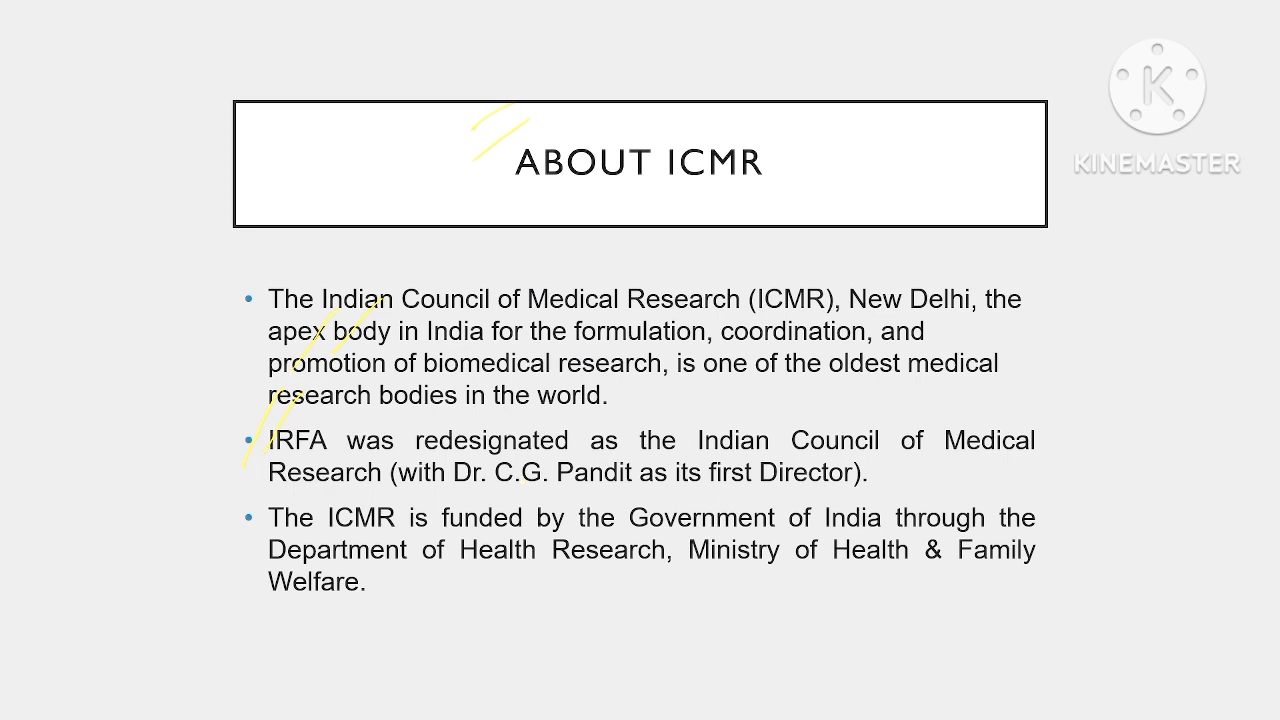 KINEMASTER
ABOUT ICMR
• The Indian Council of Medical Research (ICMR), New Delhi, the
apex body in India for the formulation, coordination, and
promotion of biomedical research, is one of the oldest medical
research bodies in the world.
• IRFA was redesignated as the Indian Council of Medical
Research (with Dr. C.G. Pandit as its first Director).
• The ICMR is funded by the Government of India through the
Department of Health Research, Ministry of Health & Family
Welfare.